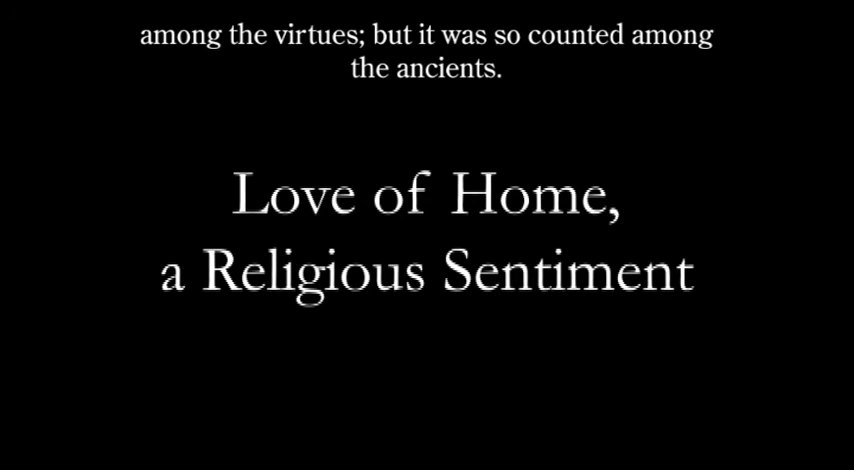 among the virtues; but it was so counted among
the ancients.
Love of Home,
a Religious Sentiment